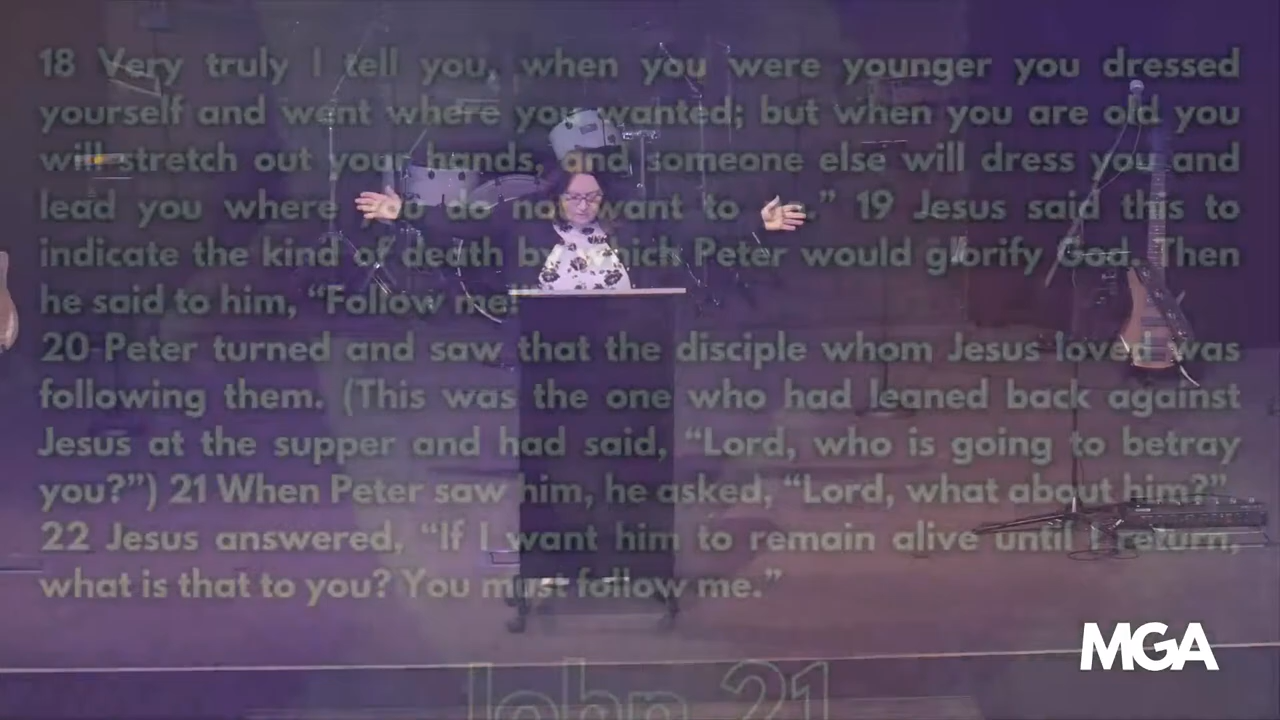 18 Very truly I tell you, when you were younger you dressed
yourself and went where you wanted; but when you are old you
will stretch out your hands, and someone else will dress you and
lead you where you do not want to go.” 19 Jesus said this to
indicate the kind of death by which Peter would glorify God. Then
he said to him, “Follow me!”
20 Peter turned and saw that the disciple whom Jesus loved was
following them. (This was the one who had leaned back against
Jesus at the supper and had said, “Lord, who is going to betray
you?”) 21 When Peter saw him, he asked, “Lord, what about him?”
22 Jesus answered, “If I want him to remain alive until I return,
what is that to you? You must follow me.”
MGA
John 21